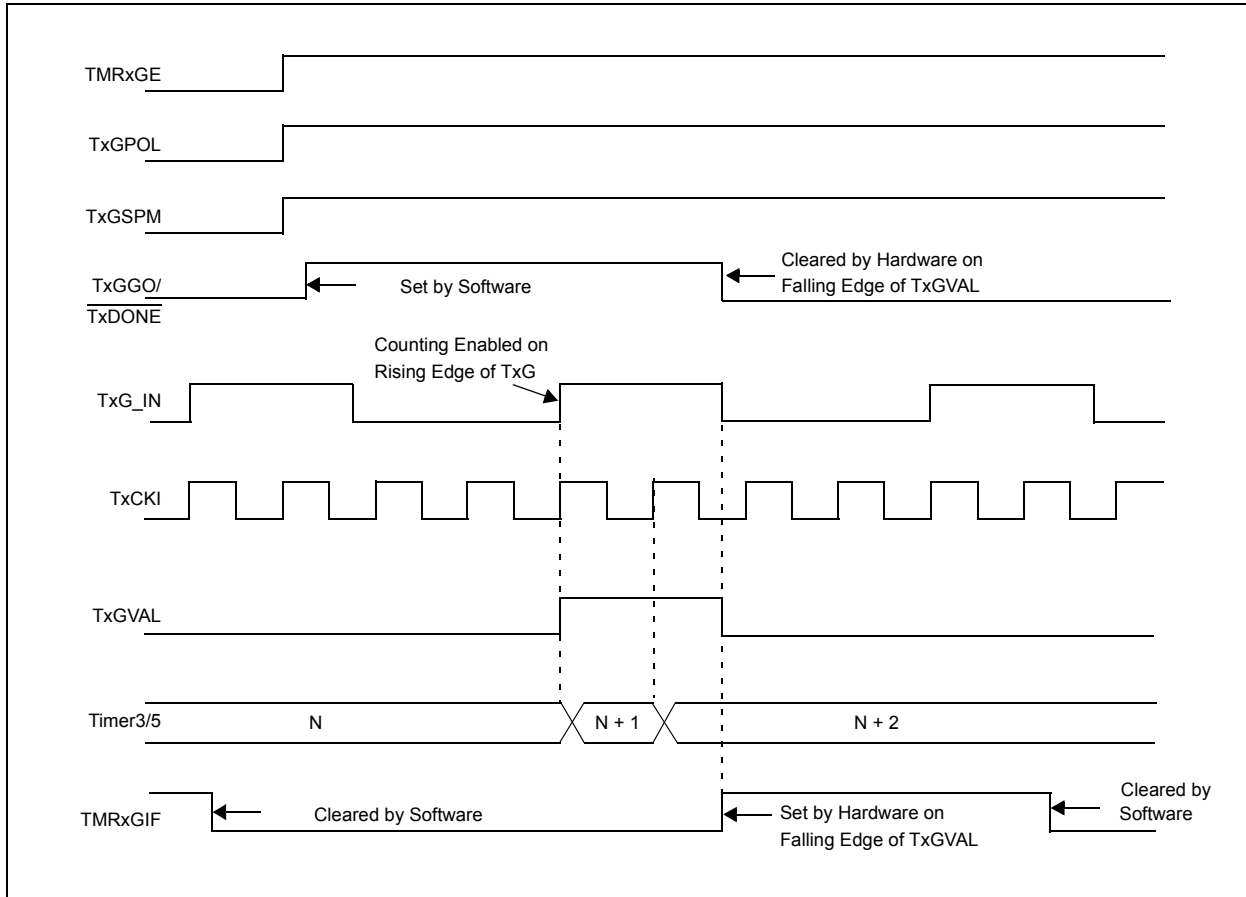 TMRxGE
TxGPOL
TxGSPM
TxGGO/
TxDONE
Set by Software
Cleared by Hardware on
Falling Edge of TxGVAL
Counting Enabled on
Rising Edge of TxG
TxG_IN
TxCKI
TxGVAL
Timer3/5
N
N + 1
N + 2
TMRxGIF
Cleared by Software
Set by Hardware on
Falling Edge of TxGVAL
Cleared by
Software